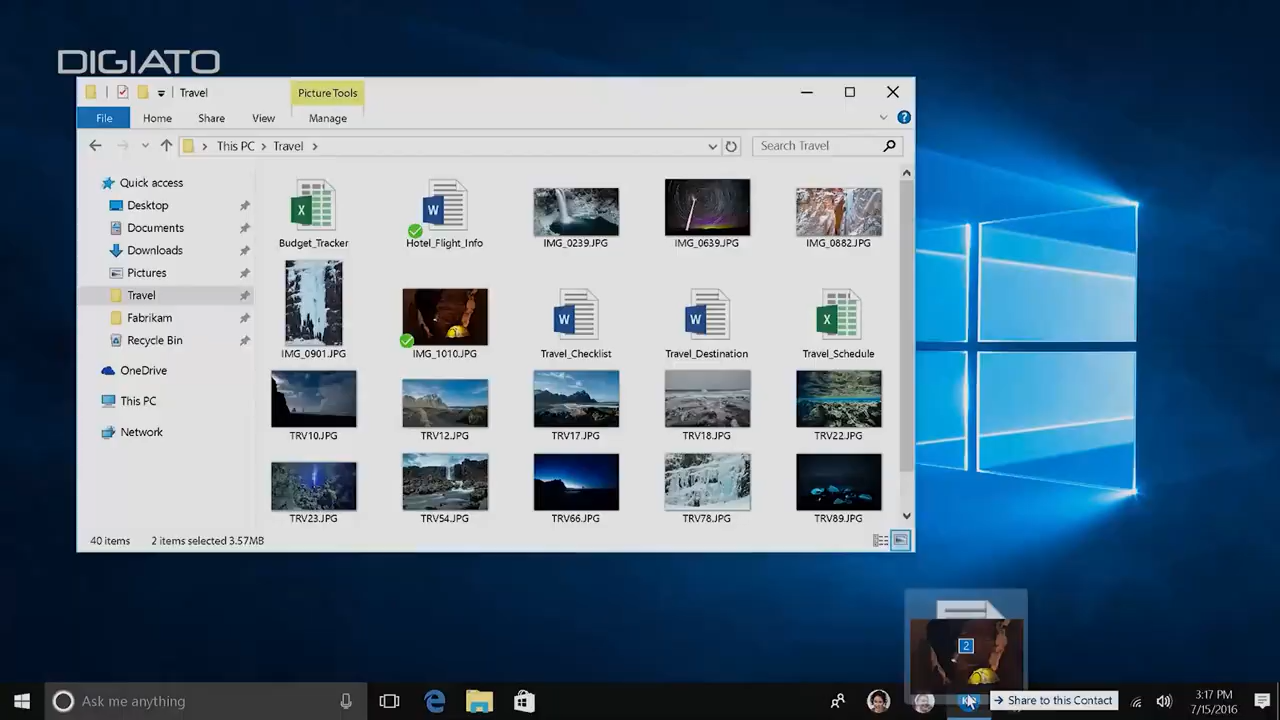 DIGIATO
Travel
Picture Tools
File
Home
Share
View
Manage
This PC
Travel
Search Travel
Quick access
Desktop
Documents
Downloads
Pictures
Travel
Fabrikam
Recycle Bin
OneDrive
This PC
Network
Budget_Tracker
Hotel_Flight_Info
IMG_0239.JPG
IMG_0639.JPG
IMG_0882.JPG
IMG_0901.JPG
IMG_1010.JPG
Travel_Checklist
Travel_Destination
Travel_Schedule
TRV10.JPG
TRV12.JPG
TRV17.JPG
TRV18.JPG
TRV22.JPG
TRV23.JPG
TRV54.JPG
TRV66.JPG
TRV78.JPG
TRV89.JPG
40 items
2 items selected 3.57MB
2
Ask me anything
Share to this Contact
3:17 PM
7/15/2016